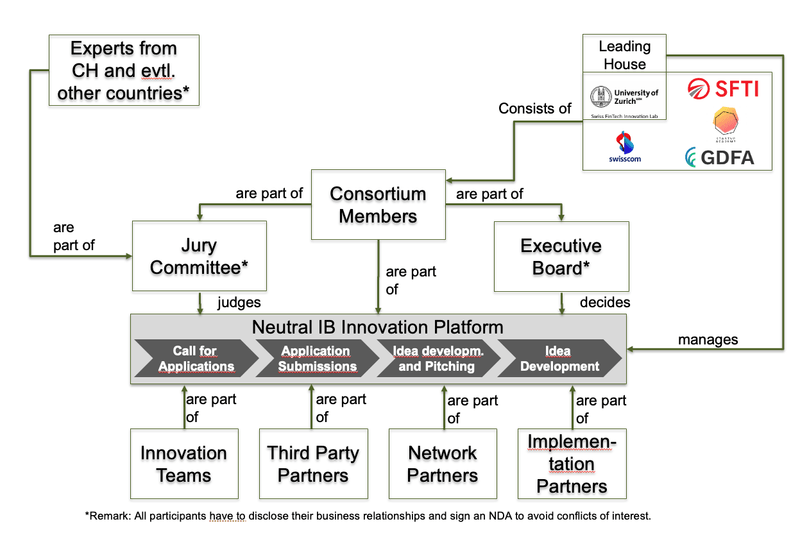 Experts from
CH and evtl.
other countries*
Leading
House
University of
Zurich
Swiss FinTech Innovation Lab
SFTI
swisscom
GDFA
Consists of
are part of
Consortium
Members
are part of
are
part of
Jury
Committee*
Executive
Board*
are part
of
judges
decides
Neutral IB Innovation Platform
manages
Call for
Applications
Application
Submissions
Idea developm.
and Pitching
Idea
Development
are part
of
are part
of
are part
of
are part
of
Innovation
Teams
Third Party
Partners
Network
Partners
Implemen-
tation
Partners
*Remark: All participants have to disclose their business relationships and sign an NDA to avoid conflicts of interest.